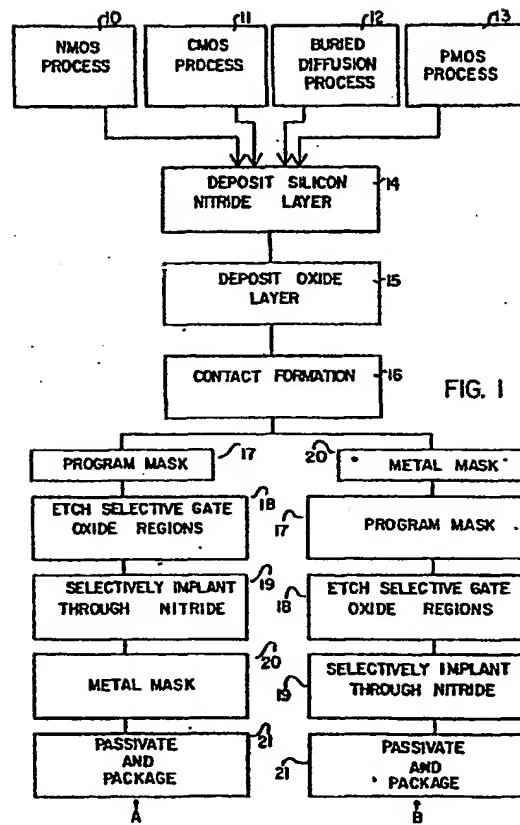 10
NMOS
PROCESS
11
CMOS
PROCESS
12
BURIED
DIFFUSION
PROCESS
13
PMOS
PROCESS
DEPOSIT SILICON
NITRIDE LAYER
14
DEPOSIT OXIDE
LAYER
15
CONTACT FORMATION
16
FIG. 1
PROGRAM MASK
17
ETCH SELECTIVE GATE
OXIDE REGIONS
18
SELECTIVELY IMPLANT
THROUGH NITRIDE
19
METAL MASK
20
PASSIVATE
AND
PACKAGE
21
A
20
METAL MASK
17
PROGRAM MASK
18
ETCH SELECTIVE GATE
OXIDE REGIONS
19
SELECTIVELY IMPLANT
THROUGH NITRIDE
21
PASSIVATE
AND
PACKAGE
B